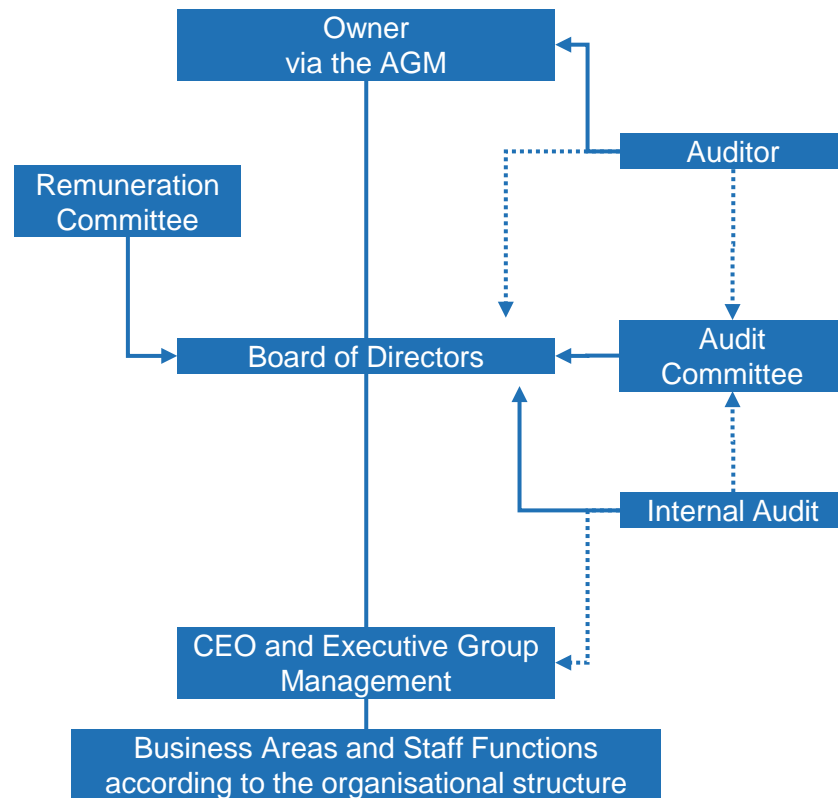 Owner
via the AGM
Auditor
Remuneration
Committee
Board of Directors
Audit
Committee
Internal Audit
CEO and Executive Group
Management
Business Areas and Staff Functions
according to the organisational structure